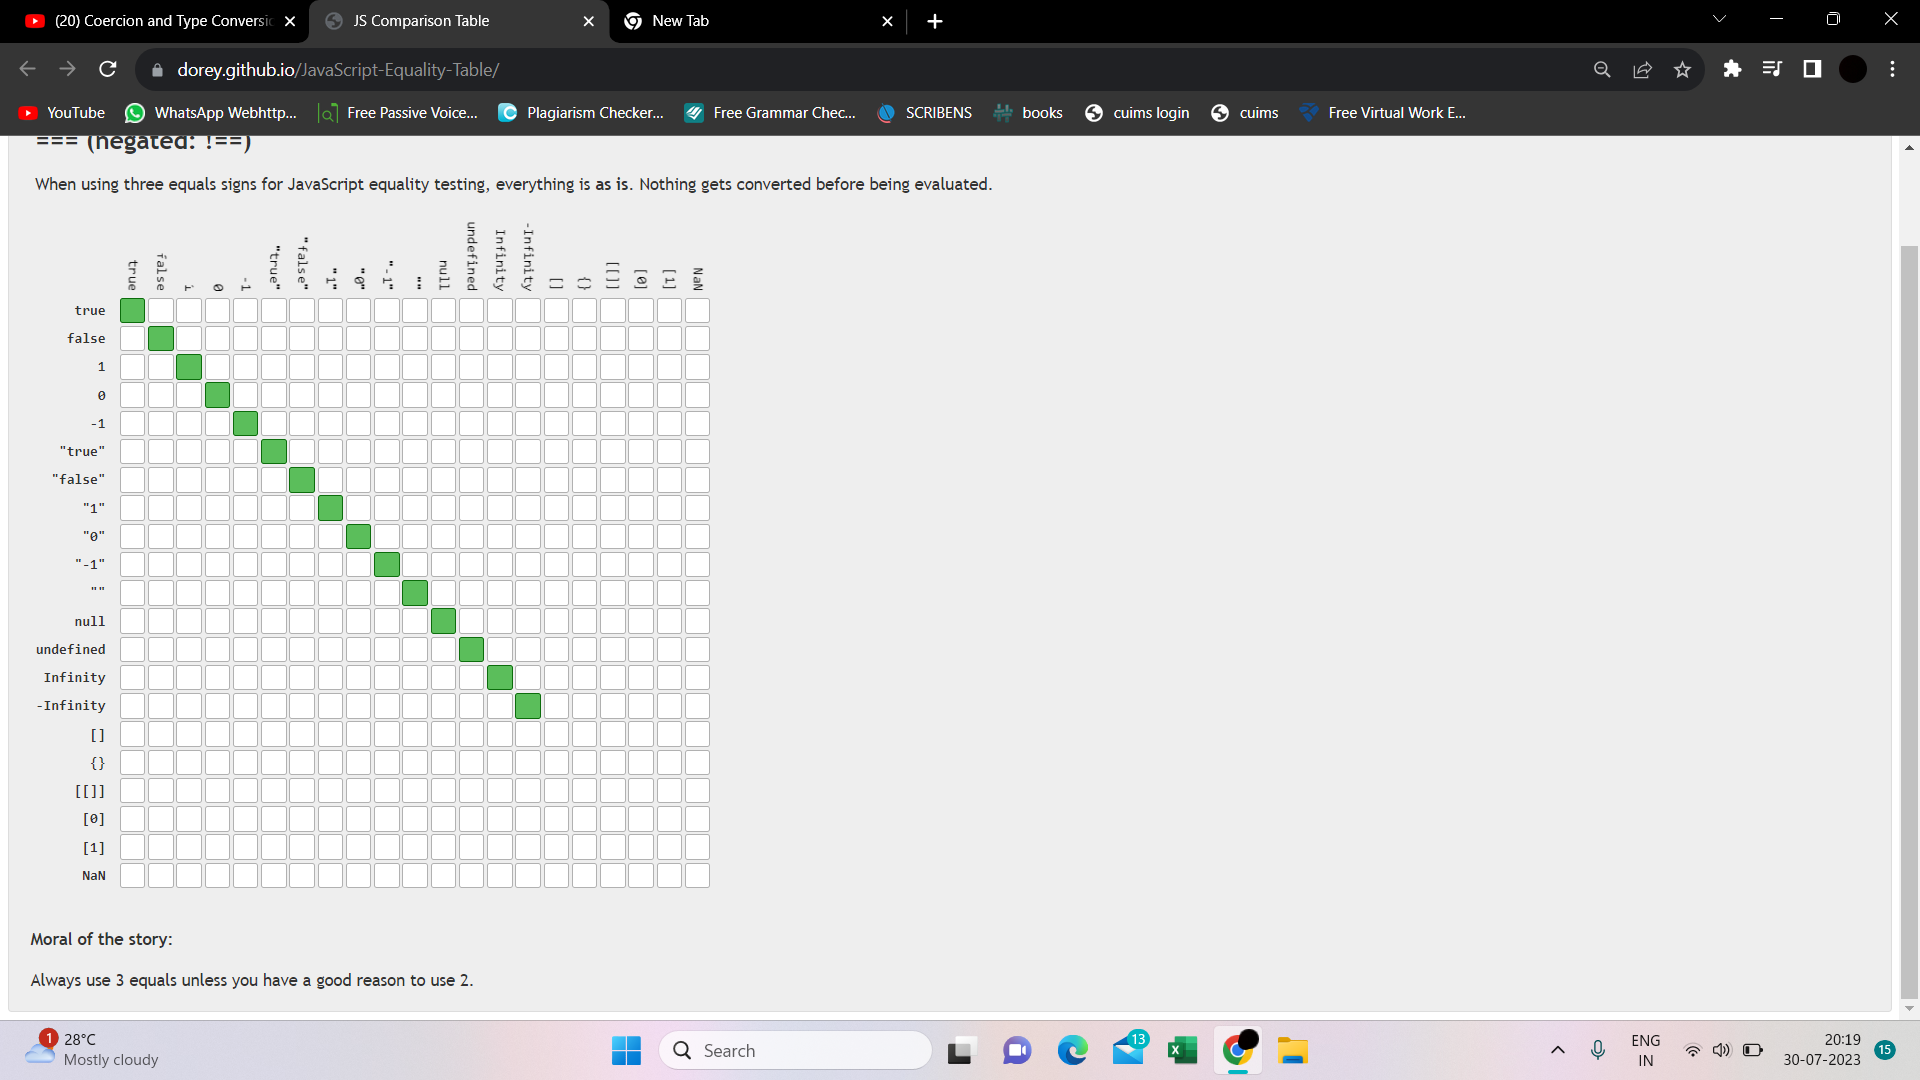 (20) Coercion and Type Conversio
JS Comparison Table
New Tab
dorey.github.io/JavaScript-Equality-Table/
YouTube
WhatsApp Webhttp...
Free Passive Voice...
Plagiarism Checker...
Free Grammar Chec...
SCRIBENS
books
cuims login
cuims
Free Virtual Work E...
=== (negated: !==)
When using three equals signs for JavaScript equality testing, everything is as is. Nothing gets converted before being evaluated.
true
false
1
0
-1
"true"
"false"
"1"
"0"
"-1"
""
null
undefined
Infinity
-Infinity
[]
{}
[[]]
[0]
[1]
NaN
true
false
1
0
-1
"true"
"false"
"1"
"0"
"-1"
""
null
undefined
Infinity
-Infinity
[]
{}
[[]]
[0]
[1]
NaN
Moral of the story:
Always use 3 equals unless you have a good reason to use 2.
1
28°C
Mostly cloudy
Search
13
ENG
IN
20:19
30-07-2023
15